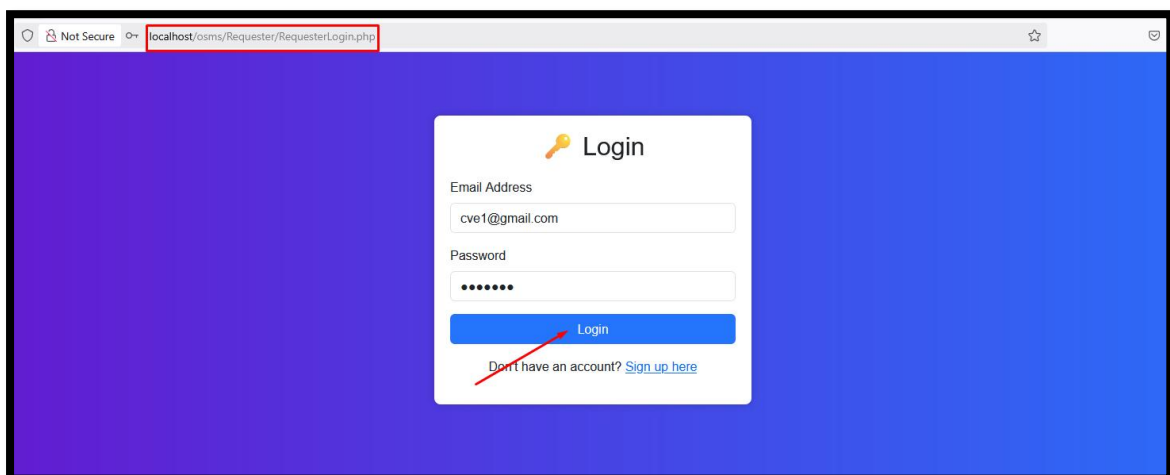 Not Secure localhost/osms/Requester/RequesterLogin.php
Login
Email Address
cve1@gmail.com
Password
•••••••
Login
Don't have an account? Sign up here